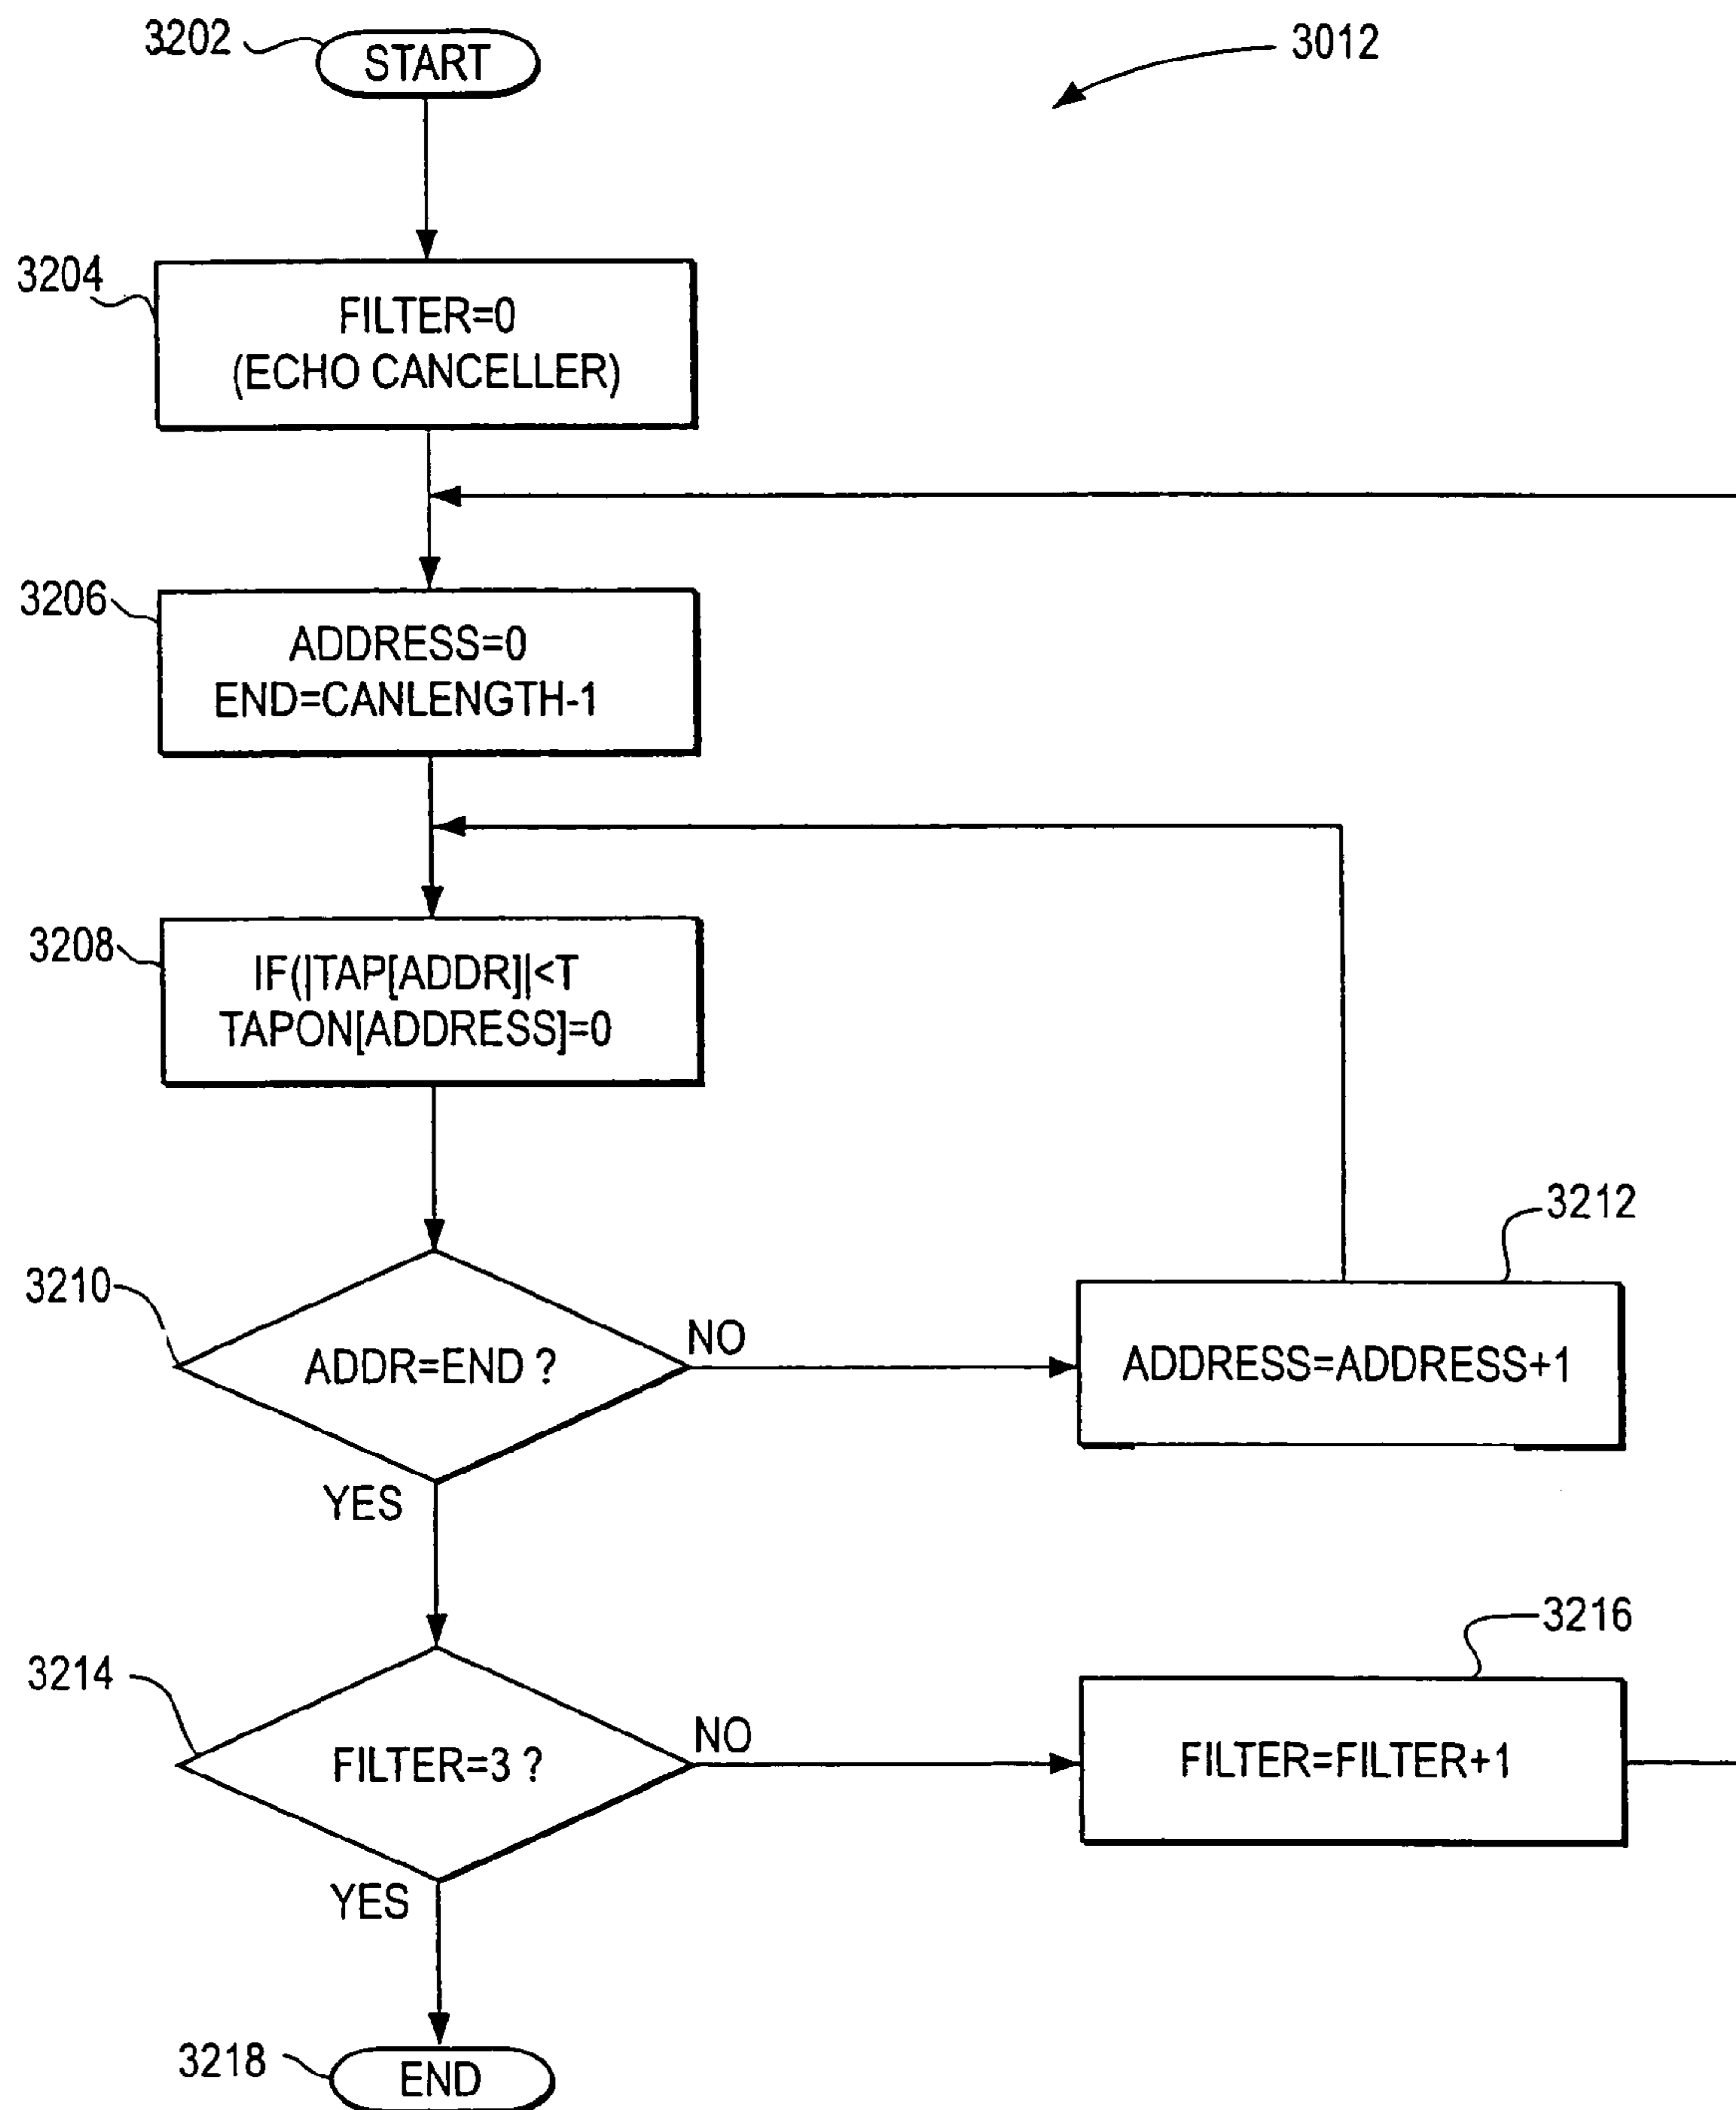 3202
START
3012
3204
FILTER=0
(ECHO CANCELLER)
3206
ADDRESS=0
END=CANLENGTH-1
3208
IF(|TAP[ADDR]|<T
TAPON[ADDRESS]=0
3212
3210
ADDR=END ?
NO
ADDRESS=ADDRESS+1
YES
3216
3214
FILTER=3 ?
NO
FILTER=FILTER+1
YES
3218
END